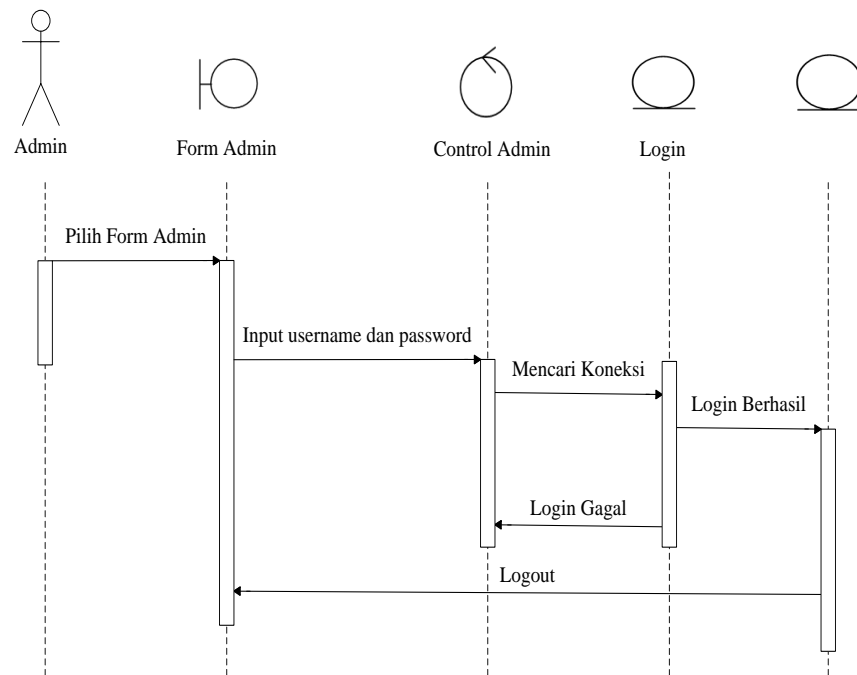 Admin
Form Admin
Control Admin
Login
Pilih Form Admin
Input username dan password
Mencari Koneksi
Login Berhasil
Login Gagal
Logout